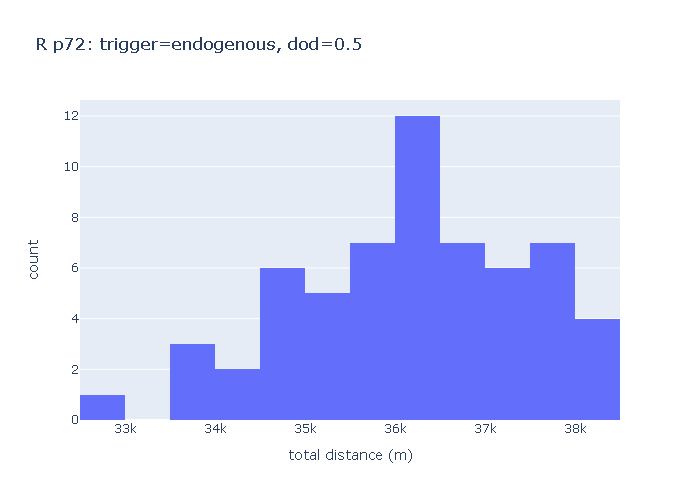 R p72: trigger=endogenous, dod=0.5
12
10
8
6
4
2
0
count
33k 34k 35k 36k 37k 38k
total distance (m)